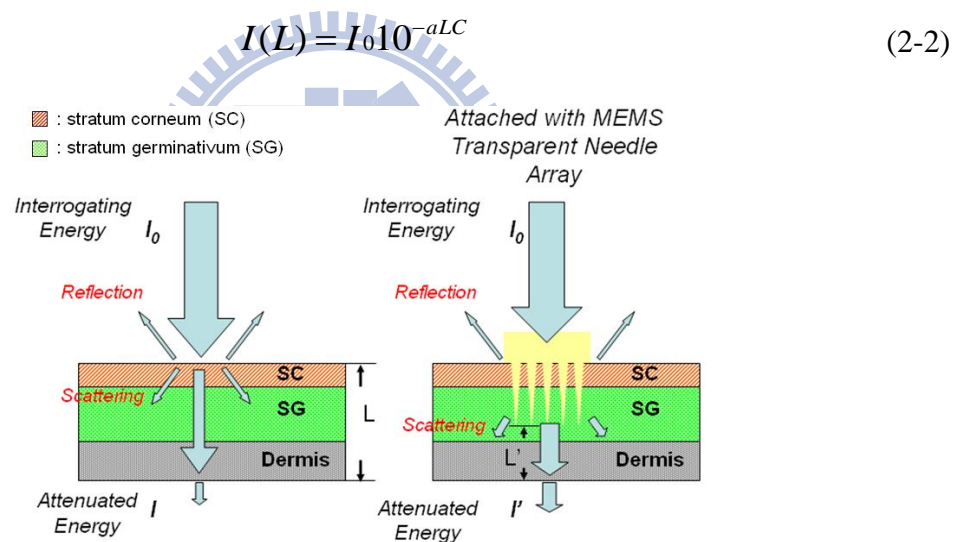 I(L) = I₀10⁻ᵃᴸᶜ (2-2)
: stratum corneum (SC)
: stratum germinativum (SG)
Interrogating
Energy I₀
Reflection
Scattering
SC
SG
Dermis
L
Attenuated
Energy I
Attached with MEMS
Transparent Needle
Array
Interrogating
Energy I₀
Reflection
Scattering
SC
SG
L'
Dermis
Attenuated
Energy I'